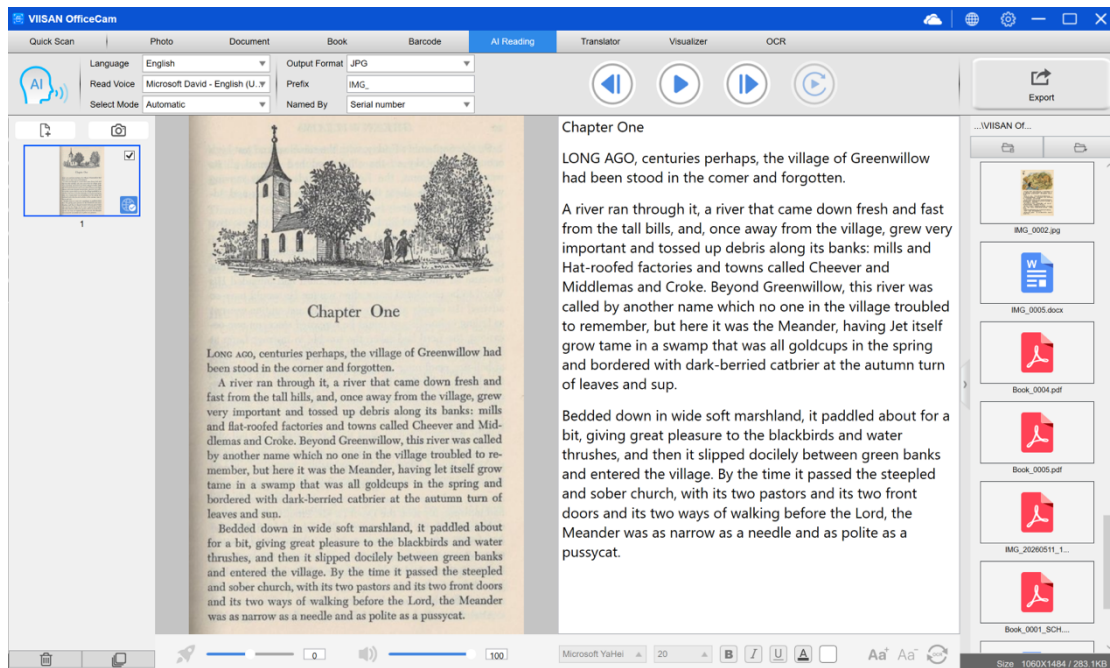 VIISAN OfficeCam
Quick Scan
Photo
Document
Book
Barcode
AI Reading
Translator
Visualizer
OCR
AI
Language English
Read Voice Microsoft David - English (U...
Select Mode Automatic
Output Format JPG
Prefix IMG_
Named By Serial number
Export
...\VIISAN Of...
1
Chapter One
LONG AGO, centuries perhaps, the village of Greenwillow had
been stood in the corner and forgotten.
A river ran through it, a river that came down fresh and
fast from the tall hills, and, once away from the village, grew
very important and tossed up debris along its banks: mills
and flat-roofed factories and towns called Cheever and Mid-
dlemas and Croke. Beyond Greenwillow, this river was called
by another name which no one in the village troubled to re-
member, but here it was the Meander, having let itself grow
tame in a swamp that was all goldcups in the spring and
bordered with dark-berried catbrier at the autumn turn of
leaves and sun.
Bedded down in wide soft marshland, it paddled about
for a bit, giving great pleasure to the blackbirds and water
thrushes, and then it slipped docilely between green banks
and entered the village. By the time it passed the steepled
and sober church, with its two pastors and its two front doors
and its two ways of walking before the Lord, the Meander
was as narrow as a needle and as polite as a pussycat.
Chapter One
LONG AGO, centuries perhaps, the village of Greenwillow
had been stood in the comer and forgotten.
A river ran through it, a river that came down fresh and fast
from the tall bills, and, once away from the village, grew very
important and tossed up debris along its banks: mills and
Hat-roofed factories and towns called Cheever and
Middlemas and Croke. Beyond Greenwillow, this river was
called by another name which no one in the village troubled
to remember, but here it was the Meander, having Jet itself
grow tame in a swamp that was all goldcups in the spring
and bordered with dark-berried catbrier at the autumn turn
of leaves and sup.
Bedded down in wide soft marshland, it paddled about for a
bit, giving great pleasure to the blackbirds and water
thrushes, and then it slipped docilely between green banks
and entered the village. By the time it passed the steepled
and sober church, with its two pastors and its two front
doors and its two ways of walking before the Lord, the
Meander was as narrow as a needle and as polite as a
pussycat.
IMG_0002.jpg
W
IMG_0005.docx
Book_0004.pdf
Book_0005.pdf
IMG_20260511_1...
Book_0001_SCH...
0
100
Microsoft YaHei
20
B I U A
Aa+ Aa-
Size 1060X1484 / 283.1KB